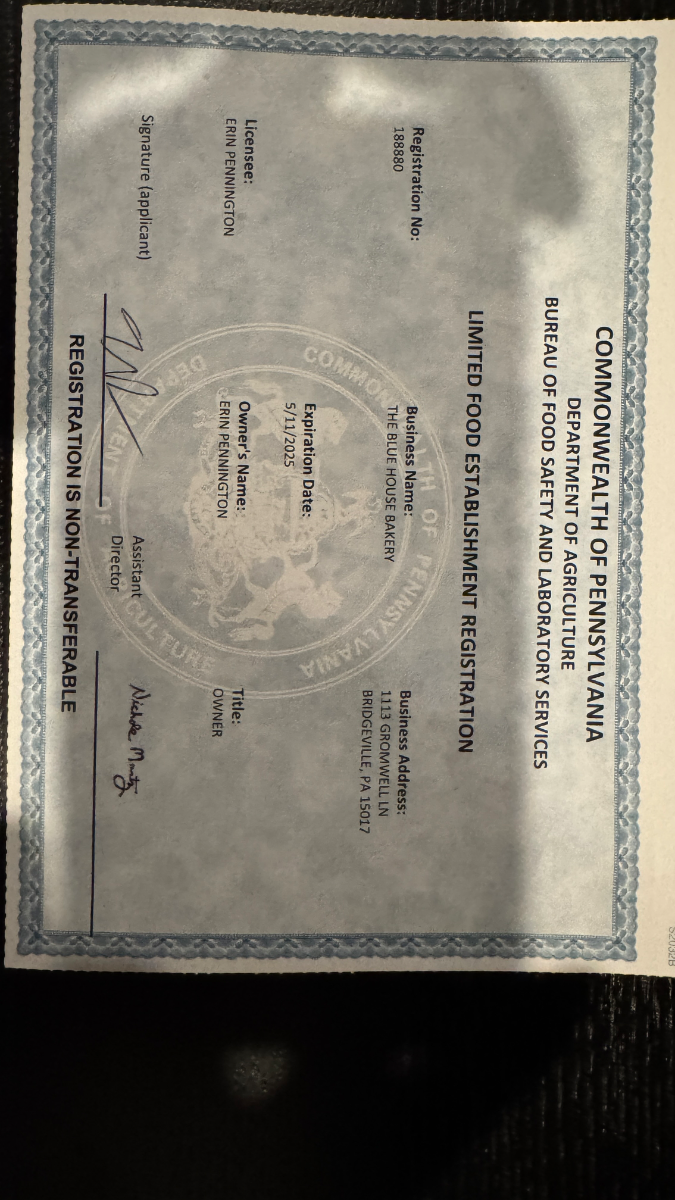 COMMONWEALTH OF PENNSYLVANIA
DEPARTMENT OF AGRICULTURE
BUREAU OF FOOD SAFETY AND LABORATORY SERVICES
LIMITED FOOD ESTABLISHMENT REGISTRATION
Registration No:
188880
Business Name:
THE BLUE HOUSE BAKERY
Business Address:
1113 GROMWELL LN
BRIDGEVILLE, PA 15017
Expiration Date:
5/11/2025
Licensee:
ERIN PENNINGTON
Owner's Name:
ERIN PENNINGTON
Title:
OWNER
Signature (applicant)
Assistant
Director
REGISTRATION IS NON-TRANSFERABLE
COMMONWEALTH OF PENNSYLVANIA
DEPARTMENT OF AGRICULTURE